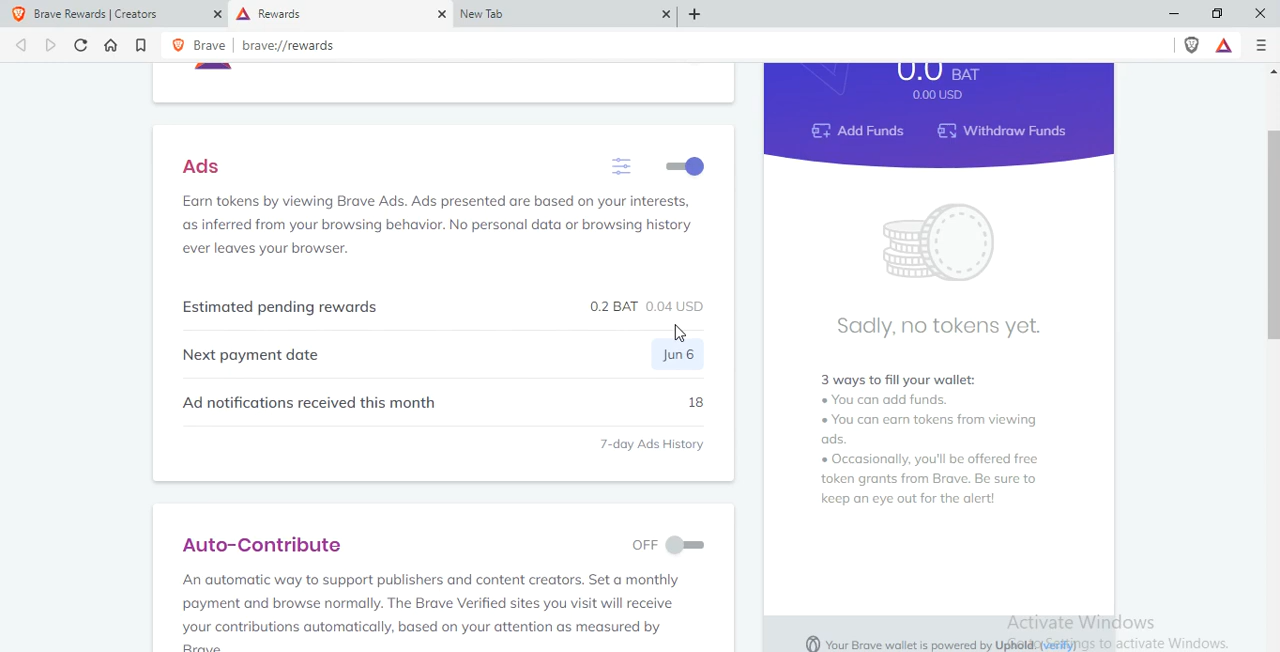 Brave Rewards | Creators
Rewards
New Tab
Brave
brave://rewards
0.0 BAT
0.00 USD
Add Funds
Withdraw Funds
Ads
Earn tokens by viewing Brave Ads. Ads presented are based on your interests,
as inferred from your browsing behavior. No personal data or browsing history
ever leaves your browser.
Estimated pending rewards
0.2 BAT 0.04 USD
Next payment date
Jun 6
Ad notifications received this month
18
7-day Ads History
Sadly, no tokens yet.
3 ways to fill your wallet:
• You can add funds.
• You can earn tokens from viewing
ads.
• Occasionally, you'll be offered free
token grants from Brave. Be sure to
keep an eye out for the alert!
Auto-Contribute
OFF
An automatic way to support publishers and content creators. Set a monthly
payment and browse normally. The Brave Verified sites you visit will receive
your contributions automatically, based on your attention as measured by
Brave
Your Brave wallet is powered by Uphold. (verify)
Activate Windows
Go to Settings to activate Windows.